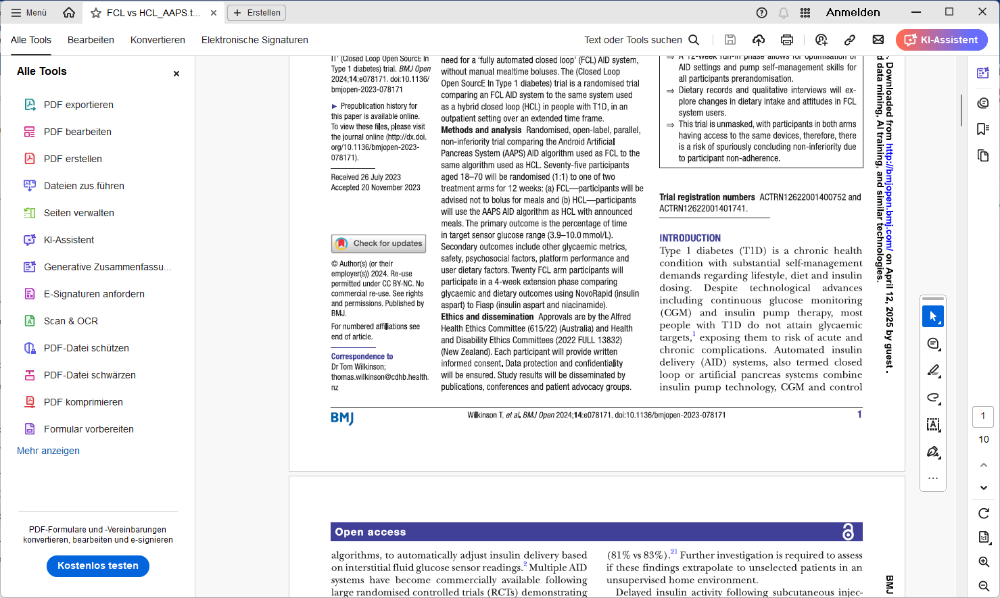 Menü
FCL vs HCL_AAPS.t...
Erstellen
Anmelden
Alle Tools
Bearbeiten
Konvertieren
Elektronische Signaturen
Text oder Tools suchen
KI-Assistent
Alle Tools
PDF exportieren
PDF bearbeiten
PDF erstellen
Dateien zus.führen
Seiten verwalten
KI-Assistent
Generative Zusammenfassu...
E-Signaturen anfordern
Scan & OCR
PDF-Datei schützen
PDF-Datei schwärzen
PDF komprimieren
Formular vorbereiten
Mehr anzeigen
PDF-Formulare und -Vereinbarungen
konvertieren, bearbeiten und e-signieren
Kostenlos testen
IT' (Closed Loop Open SourcE In
Type 1 diabetes) trial. BMJ Open
2024;14:e078171. doi:10.1136/
bmjopen-2023-078171
► Prepublication history for
this paper is available online.
To view these files, please visit
the journal online (http://dx.doi.
org/10.1136/bmjopen-2023-
078171).
Received 26 July 2023
Accepted 20 November 2023
Check for updates
© Author(s) (or their
employer(s)) 2024. Re-use
permitted under CC BY-NC. No
commercial re-use. See rights
and permissions. Published by
BMJ.
For numbered affiliations see
end of article.
Correspondence to
Dr Tom Wilkinson;
thomas.wilkinson@cdhb.health.
nz
need for a 'fully automated closed loop' (FCL) AID system,
without manual mealtime boluses. The (Closed Loop
Open SourcE In Type 1 diabetes) trial is a randomised trial
comparing an FCL AID system to the same system used
as a hybrid closed loop (HCL) in people with T1D, in an
outpatient setting over an extended time frame.
Methods and analysis Randomised, open-label, parallel,
non-inferiority trial comparing the Android Artificial
Pancreas System (AAPS) AID algorithm used as FCL to the
same algorithm used as HCL. Seventy-five participants
aged 18–70 will be randomised (1:1) to one of two
treatment arms for 12 weeks: (a) FCL—participants will be
advised not to bolus for meals and (b) HCL—participants
will use the AAPS AID algorithm as HCL with announced
meals. The primary outcome is the percentage of time
in target sensor glucose range (3.9–10.0 mmol/L).
Secondary outcomes include other glycaemic metrics,
safety, psychosocial factors, platform performance and
user dietary factors. Twenty FCL arm participants will
participate in a 4-week extension phase comparing
glycaemic and dietary outcomes using NovoRapid (insulin
aspart) to Fiasp (insulin aspart and niacinamide).
Ethics and dissemination Approvals are by the Alfred
Health Ethics Committee (615/22) (Australia) and Health
and Disability Ethics Committees (2022 FULL 13832)
(New Zealand). Each participant will provide written
informed consent. Data protection and confidentiality
will be ensured. Study results will be disseminated by
publications, conferences and patient advocacy groups.
⇒ A 12-week run-in phase allows for optimisation of
AID settings and pump self-management skills for
all participants prerandomisation.
⇒ Dietary records and qualitative interviews will ex-
plore changes in dietary intake and attitudes in FCL
system users.
⇒ This trial is unmasked, with participants in both arms
having access to the same devices, therefore, there
is a risk of spuriously concluding non-inferiority due
to participant non-adherence.
Trial registration numbers ACTRN12622001400752 and
ACTRN12622001401741.
INTRODUCTION
Type 1 diabetes (T1D) is a chronic health
condition with substantial self-management
demands regarding lifestyle, diet and insulin
dosing. Despite technological advances
including continuous glucose monitoring
(CGM) and insulin pump therapy, most
people with T1D do not attain glycaemic
targets,1 exposing them to risk of acute and
chronic complications. Automated insulin
delivery (AID) systems, also termed closed
loop or artificial pancreas systems combine
insulin pump technology, CGM and control
. Downloaded from http://bmjopen.bmj.com/ on April 12, 2025 by guest -
d data mining, AI training, and similar technologies.
BMJ
Wilkinson T, et al. BMJ Open 2024;14:e078171. doi:10.1136/bmjopen-2023-078171
1
Open access
algorithms, to automatically adjust insulin delivery based
on interstitial fluid glucose sensor readings.2 Multiple AID
systems have become commercially available following
large randomised controlled trials (RCTs) demonstrating
(81% vs 83%).21 Further investigation is required to assess
if these findings extrapolate to unselected patients in an
unsupervised home environment.
Delayed insulin activity following subcutaneous injec-
BMJ
1
10
1:1